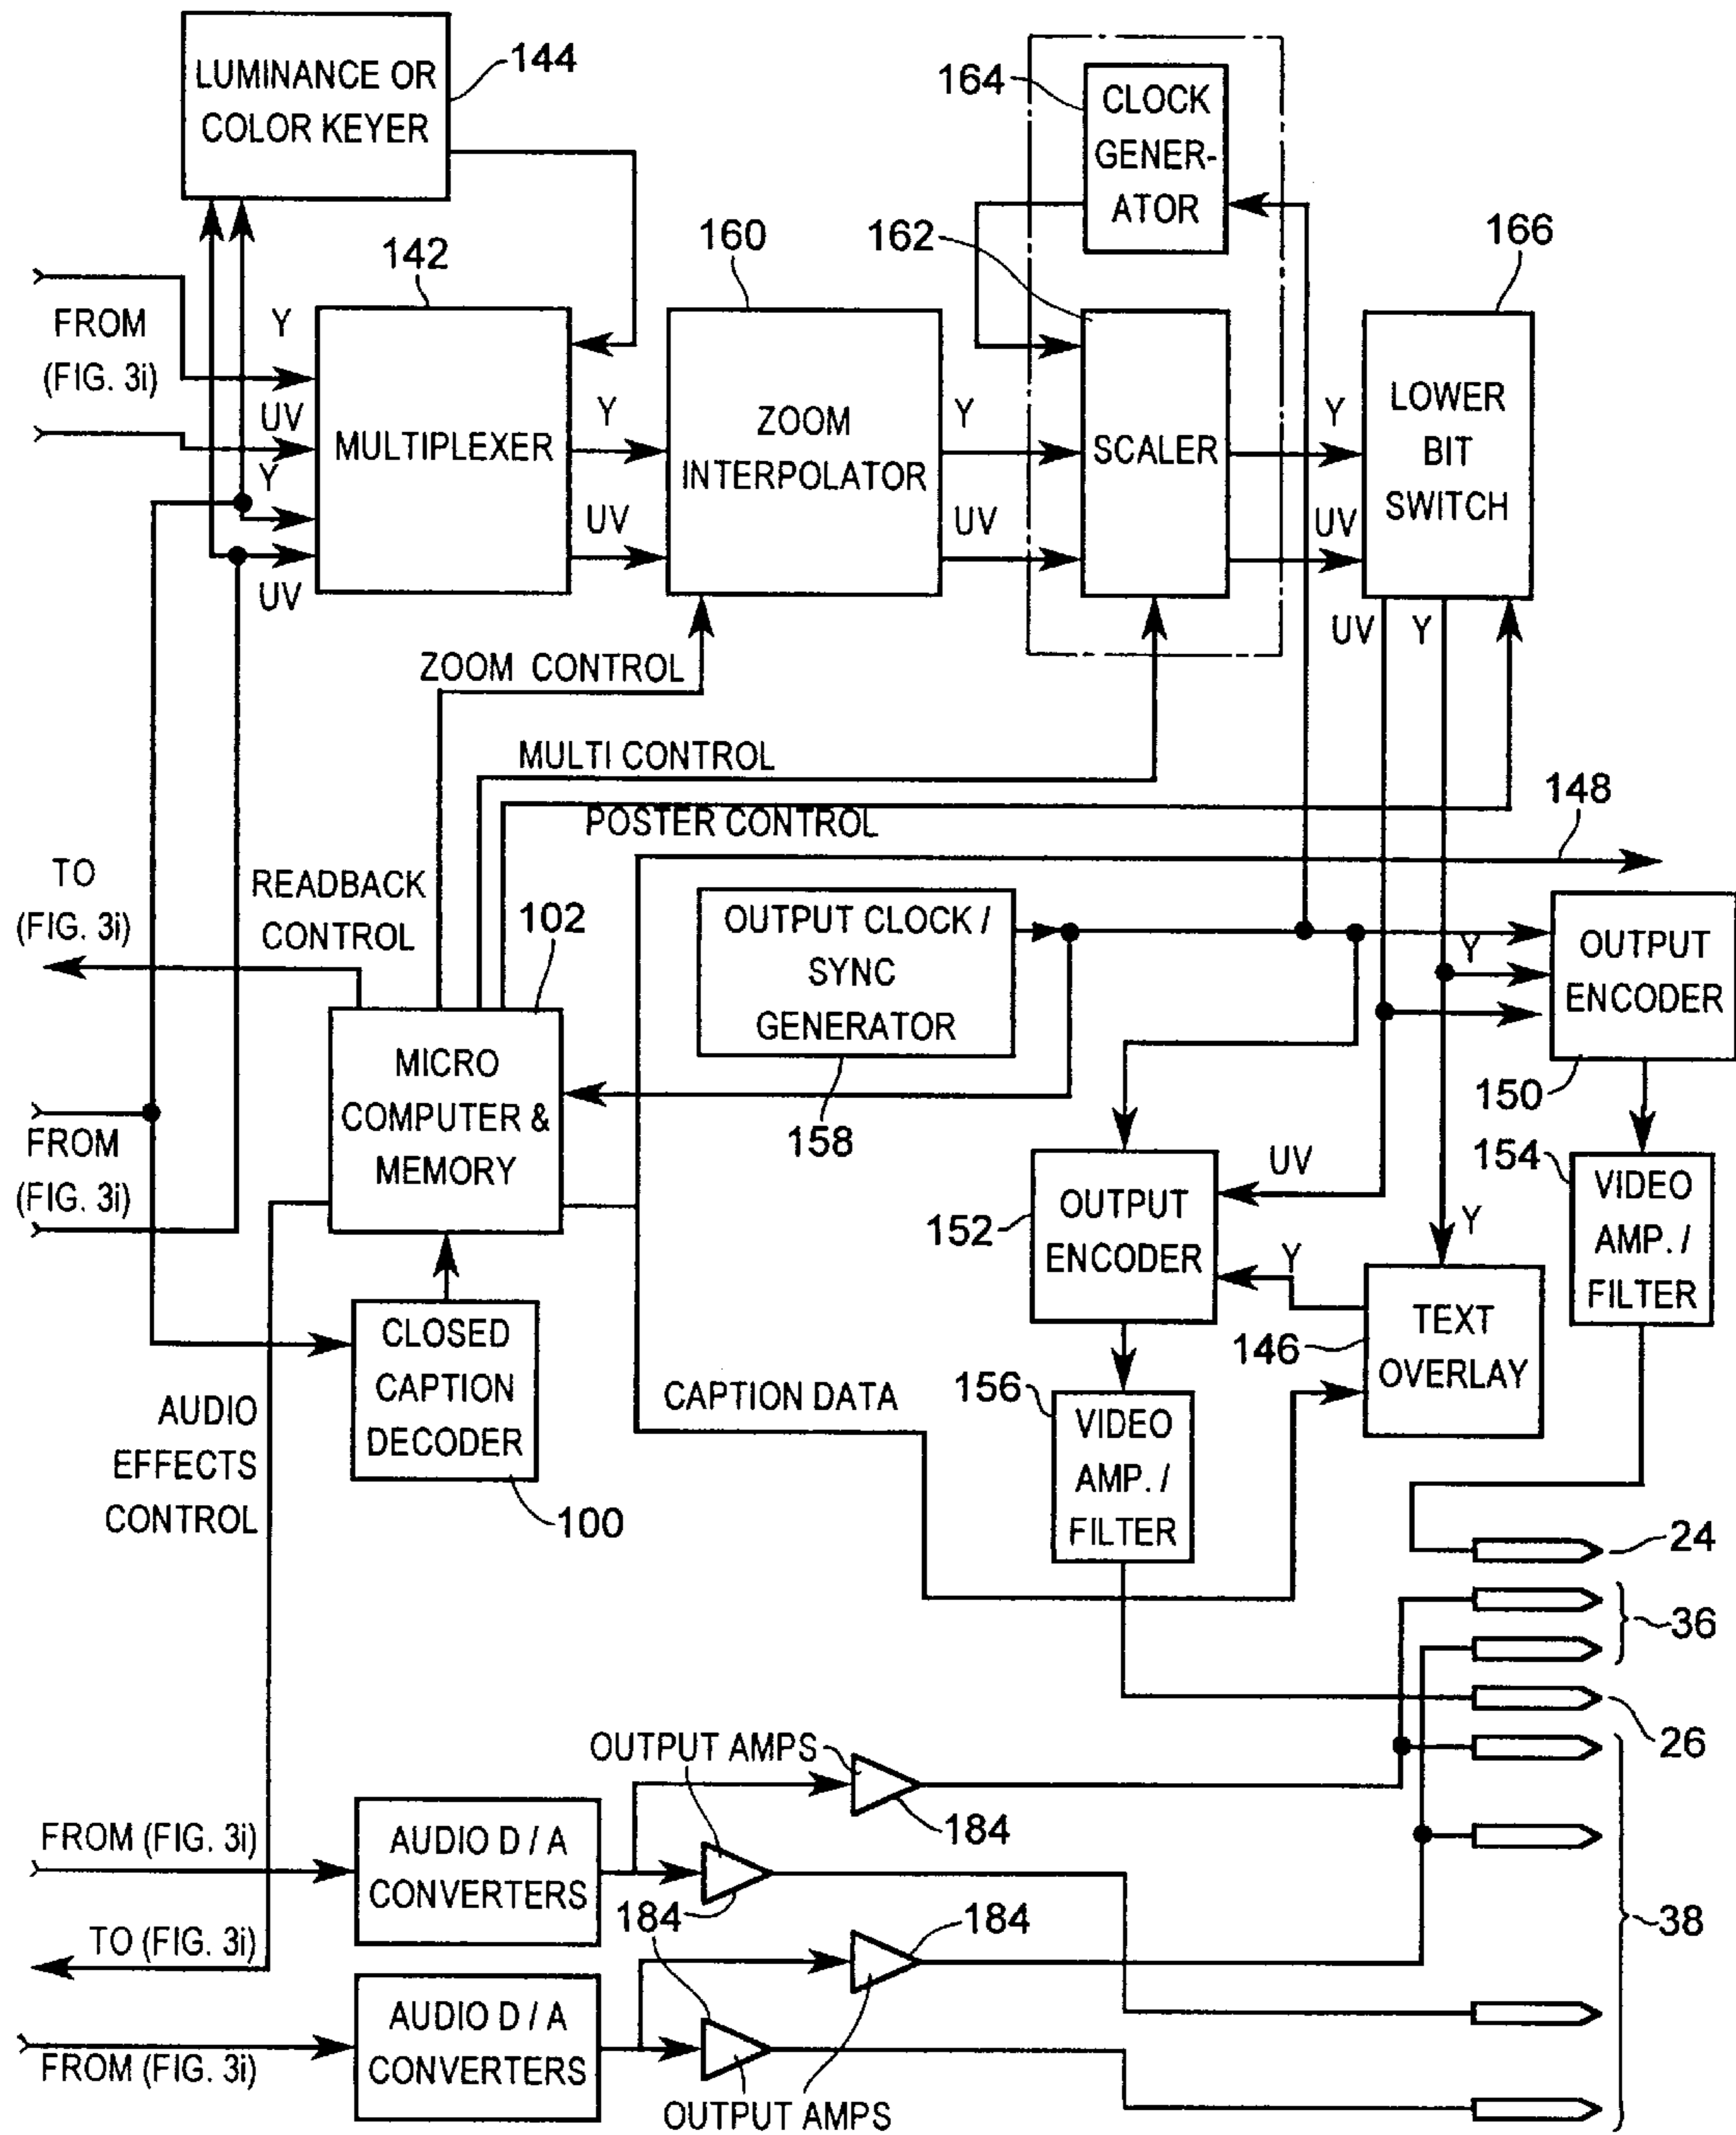 LUMINANCE OR
COLOR KEYER
144
164
CLOCK
GENER-
ATOR
142
160
162
166
FROM
(FIG. 3i)
Y
UV
Y
UV
MULTIPLEXER
Y
UV
ZOOM
INTERPOLATOR
Y
UV
SCALER
Y
UV
LOWER
BIT
SWITCH
UV
Y
ZOOM CONTROL
MULTI CONTROL
POSTER CONTROL
148
TO
(FIG. 3i)
READBACK
CONTROL
102
OUTPUT CLOCK /
SYNC
GENERATOR
158
Y
OUTPUT
ENCODER
150
MICRO
COMPUTER &
MEMORY
FROM
(FIG. 3i)
152
OUTPUT
ENCODER
UV
Y
Y
154
VIDEO
AMP. /
FILTER
146
TEXT
OVERLAY
CLOSED
CAPTION
DECODER
100
AUDIO
EFFECTS
CONTROL
CAPTION DATA
156
VIDEO
AMP. /
FILTER
24
36
26
38
OUTPUT AMPS
184
FROM (FIG. 3i)
AUDIO D / A
CONVERTERS
184
184
TO (FIG. 3i)
AUDIO D / A
CONVERTERS
FROM (FIG. 3i)
OUTPUT AMPS